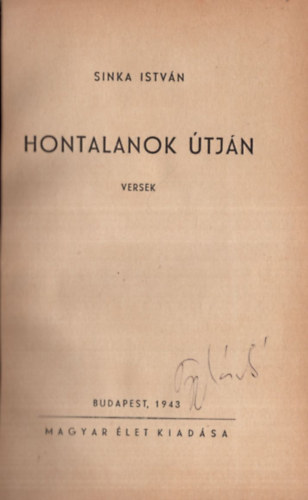 SINKA ISTVÁN
HONTALANOK ÚTJÁN
VERSEK
BUDAPEST, 1943
MAGYAR ÉLET KIADÁSA